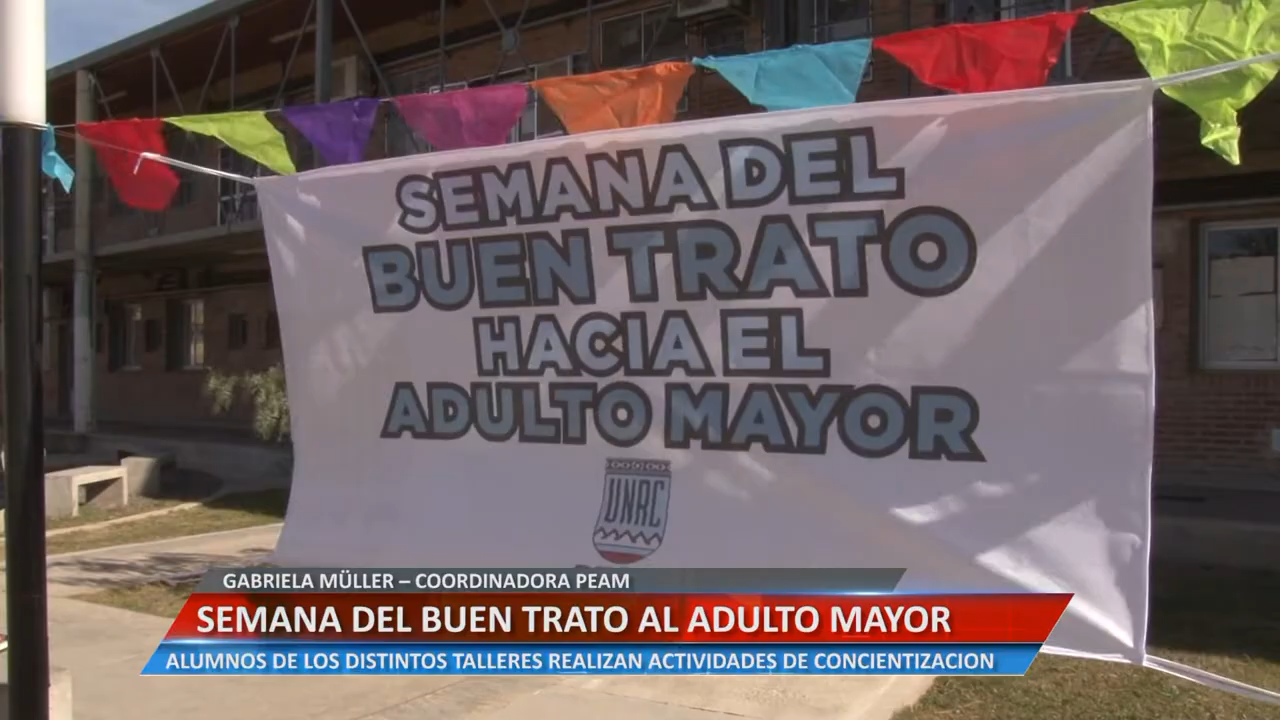 SEMANA DEL
BUEN TRATO
HACIA EL
ADULTO MAYOR
UNRC
GABRIELA MÜLLER – COORDINADORA PEAM
SEMANA DEL BUEN TRATO AL ADULTO MAYOR
ALUMNOS DE LOS DISTINTOS TALLERES REALIZAN ACTIVIDADES DE CONCIENTIZACION